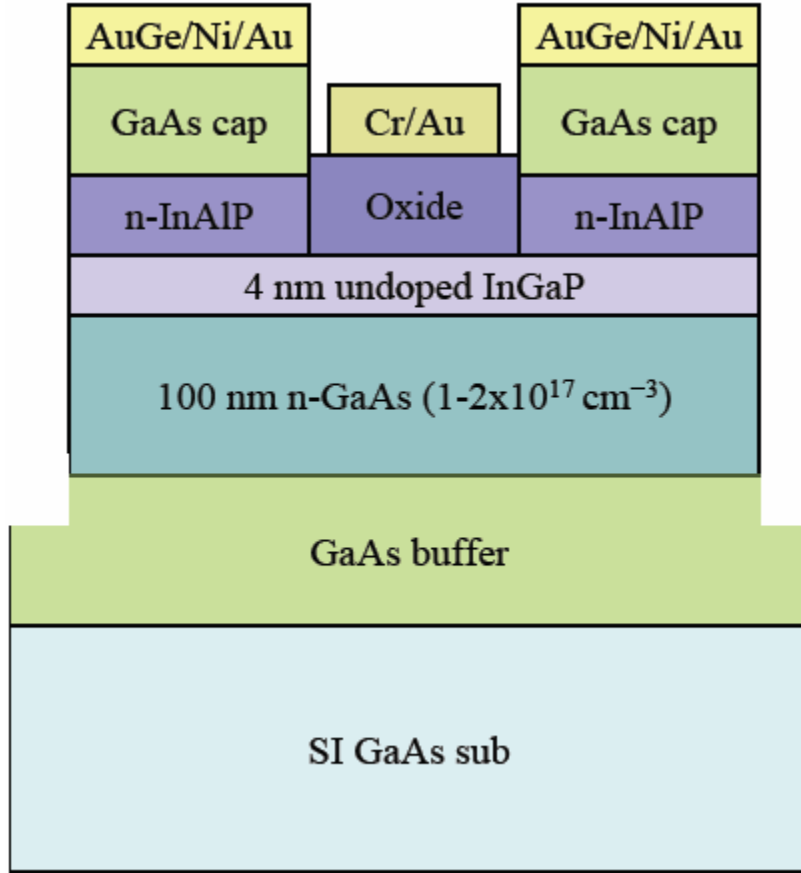 AuGe/Ni/Au
AuGe/Ni/Au
GaAs cap
Cr/Au
GaAs cap
n-InAlP
Oxide
n-InAlP
4 nm undoped InGaP
100 nm n-GaAs (1-2x10¹⁷ cm⁻³)
GaAs buffer
SI GaAs sub